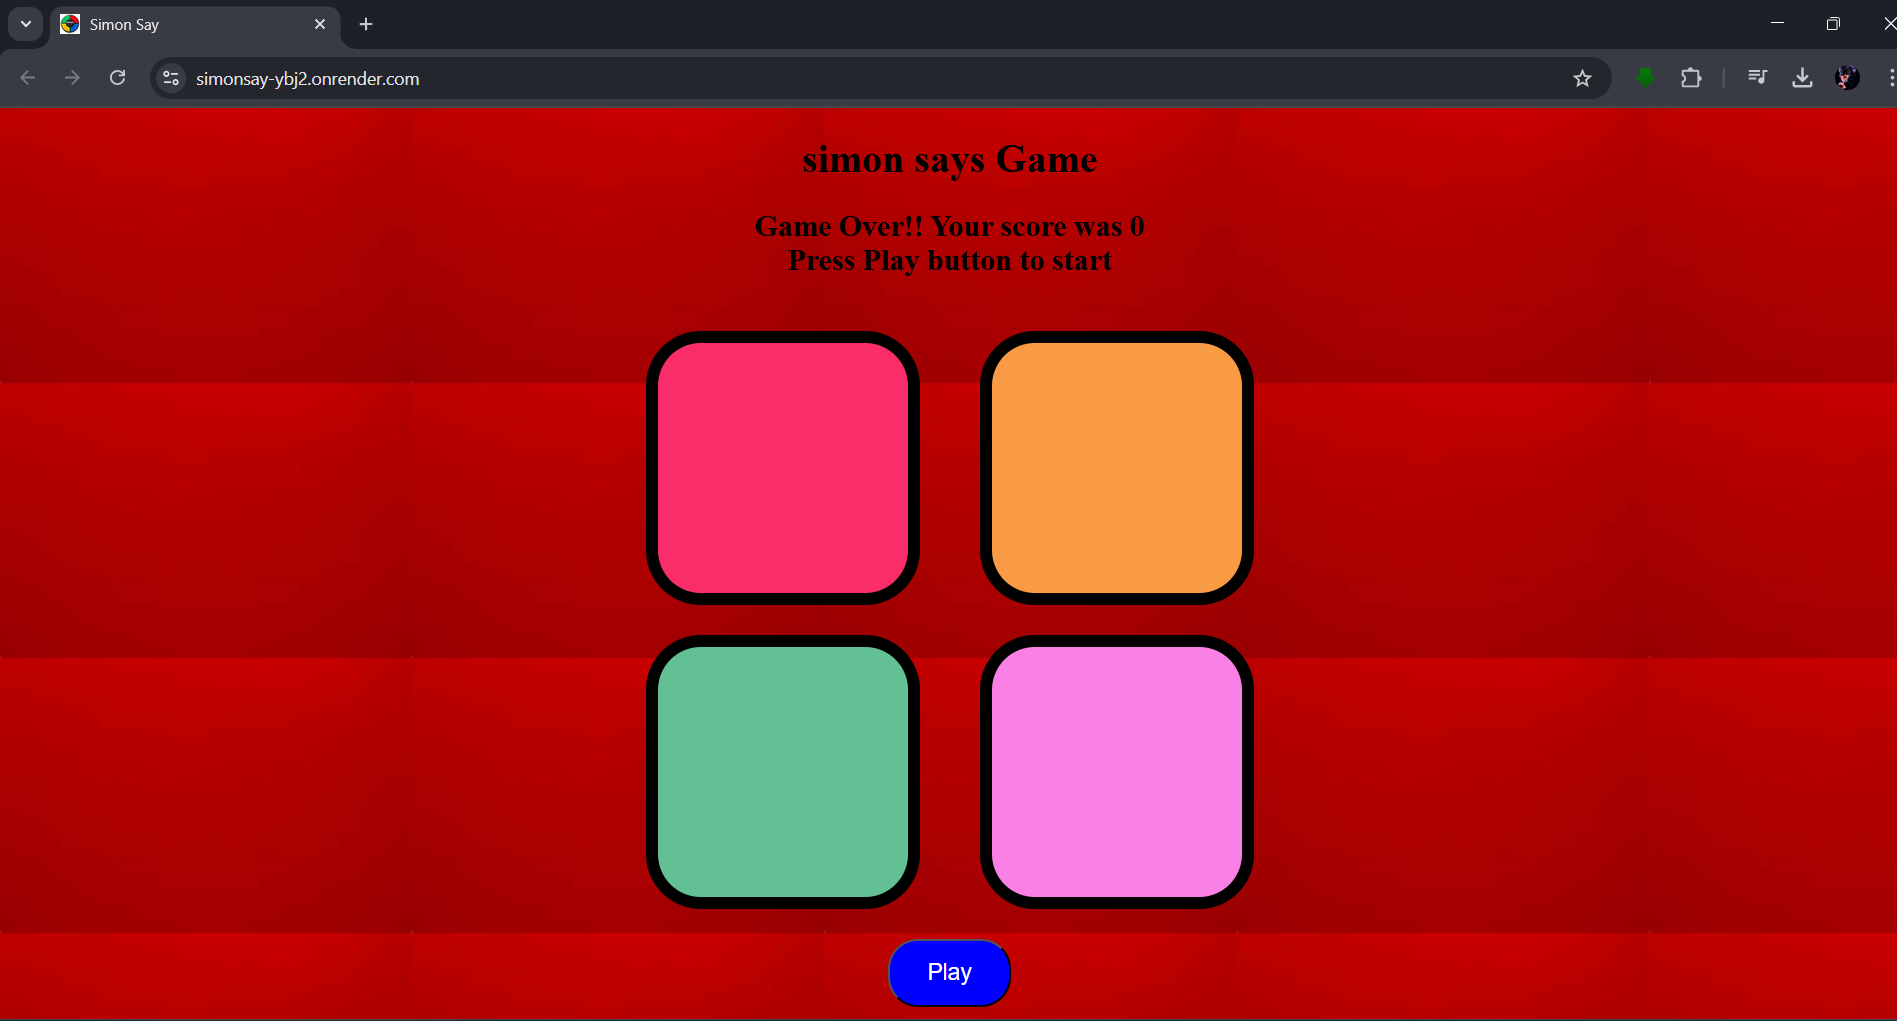 Simon Say
simonsay-ybj2.onrender.com
simon says Game
Game Over!! Your score was 0
Press Play button to start
Play